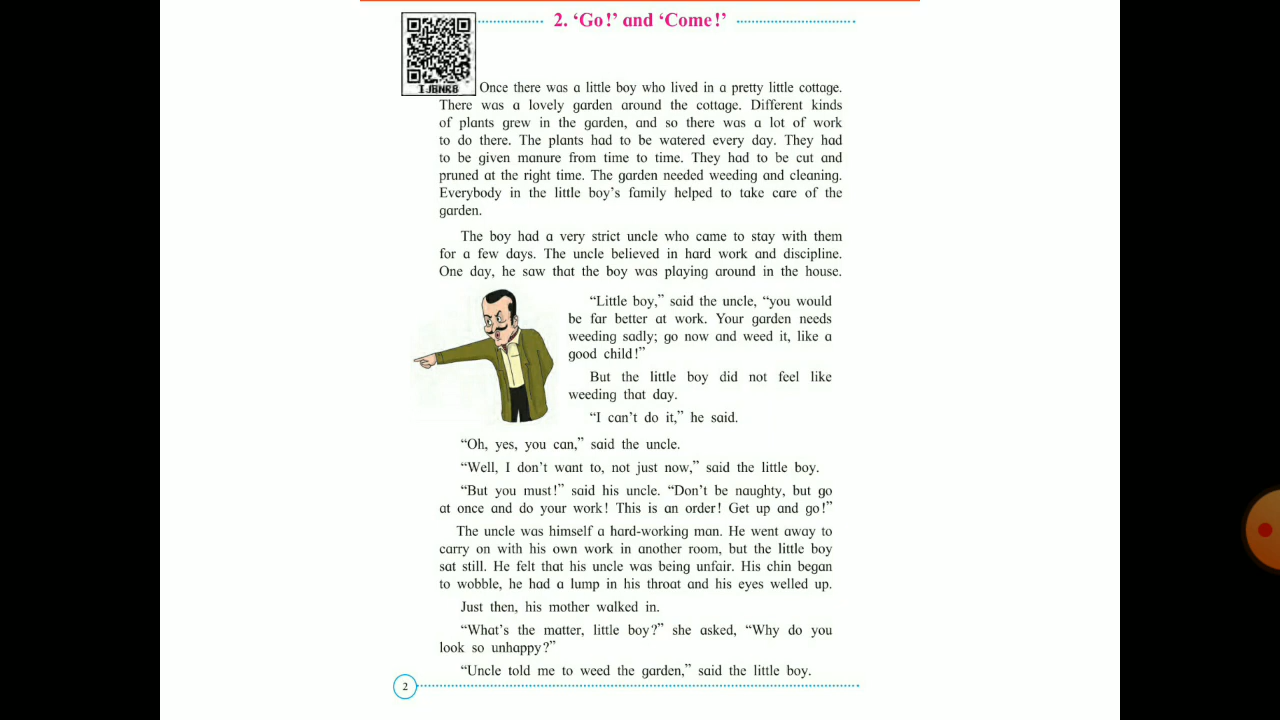 2. ‘Go!’ and ‘Come!’
IJBNR8
Once there was a little boy who lived in a pretty little cottage.
There was a lovely garden around the cottage. Different kinds
of plants grew in the garden, and so there was a lot of work
to do there. The plants had to be watered every day. They had
to be given manure from time to time. They had to be cut and
pruned at the right time. The garden needed weeding and cleaning.
Everybody in the little boy’s family helped to take care of the
garden.
The boy had a very strict uncle who came to stay with them
for a few days. The uncle believed in hard work and discipline.
One day, he saw that the boy was playing around in the house.
“Little boy,” said the uncle, “you would
be far better at work. Your garden needs
weeding sadly; go now and weed it, like a
good child!”
But the little boy did not feel like
weeding that day.
“I can’t do it,” he said.
“Oh, yes, you can,” said the uncle.
“Well, I don’t want to, not just now,” said the little boy.
“But you must!” said his uncle. “Don’t be naughty, but go
at once and do your work! This is an order! Get up and go!”
The uncle was himself a hard-working man. He went away to
carry on with his own work in another room, but the little boy
sat still. He felt that his uncle was being unfair. His chin began
to wobble, he had a lump in his throat and his eyes welled up.
Just then, his mother walked in.
“What’s the matter, little boy?” she asked, “Why do you
look so unhappy?”
“Uncle told me to weed the garden,” said the little boy.
2